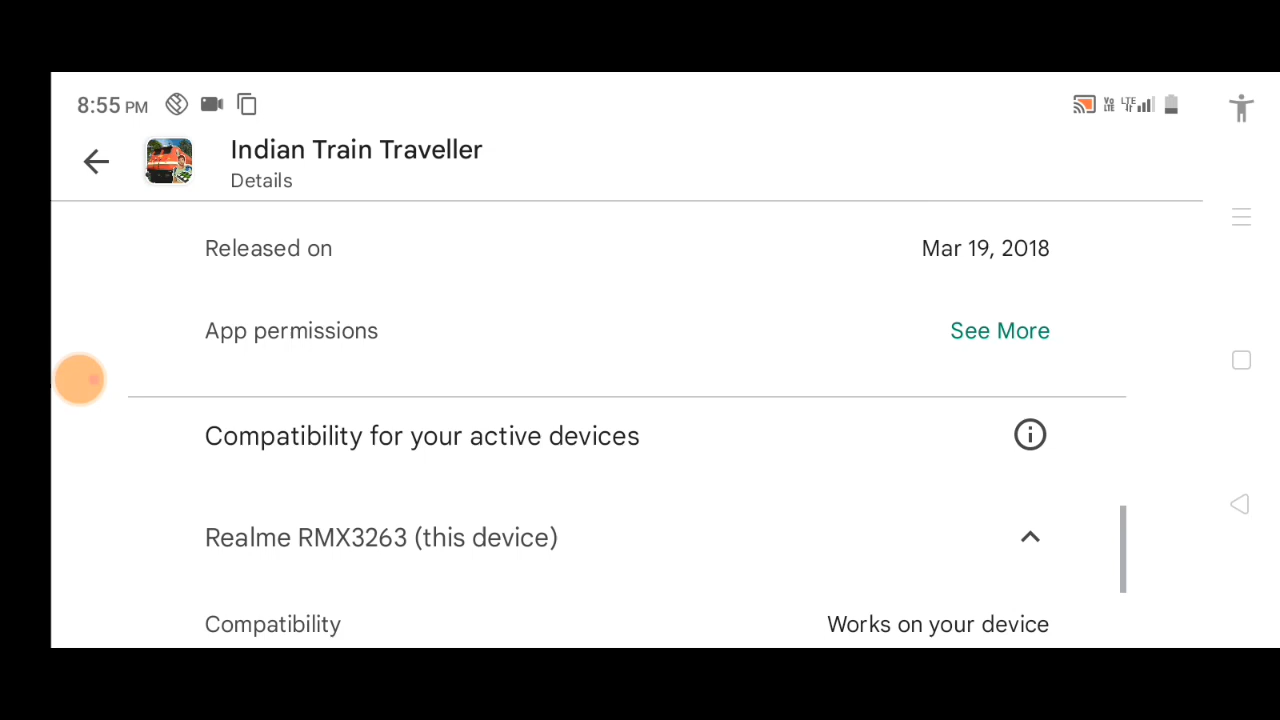 8:55 PM
Indian Train Traveller
Details
Released on Mar 19, 2018
App permissions See More
Compatibility for your active devices
Realme RMX3263 (this device)
Compatibility Works on your device